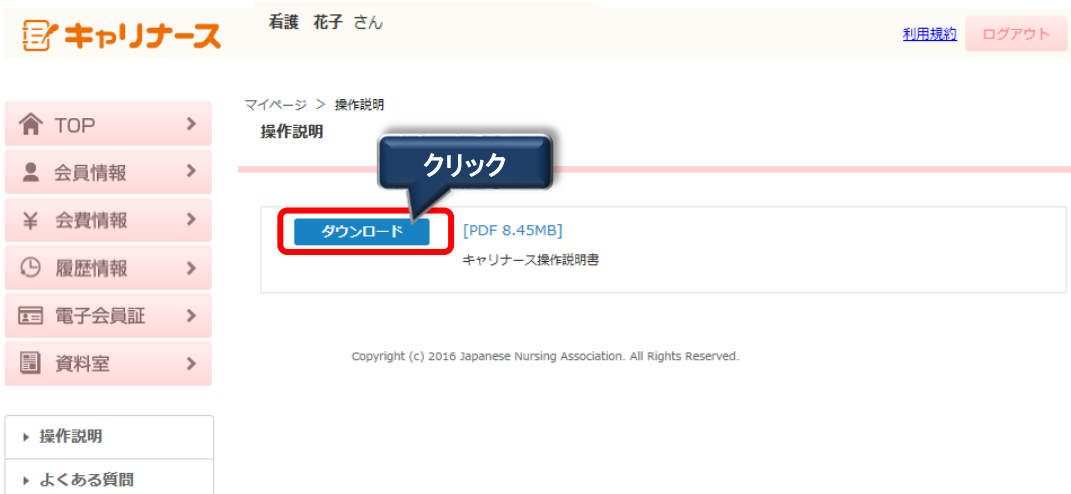 キャリナース
看護 花子 さん
利用規約
ログアウト
TOP
会員情報
会費情報
履歴情報
電子会員証
資料室
操作説明
よくある質問
マイページ ＞ 操作説明
操作説明
クリック
ダウンロード
[PDF 8.45MB]
キャリナース操作説明書
Copyright (c) 2016 Japanese Nursing Association. All Rights Reserved.